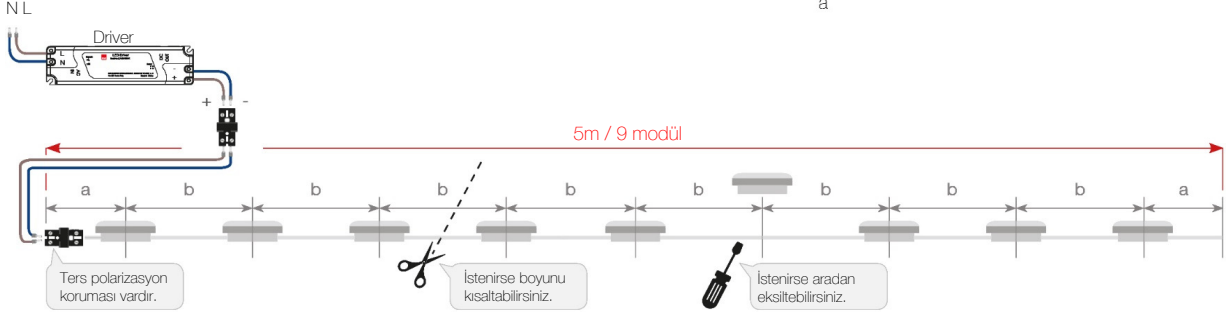 N L
a
Driver
L
N
-
+
+ -
5m / 9 modül
a b b b b b b b b a
Ters polarizasyon
koruması vardır.
İstenirse boyunu
kısaltabilirsiniz.
İstenirse aradan
eksiltebilirsiniz.